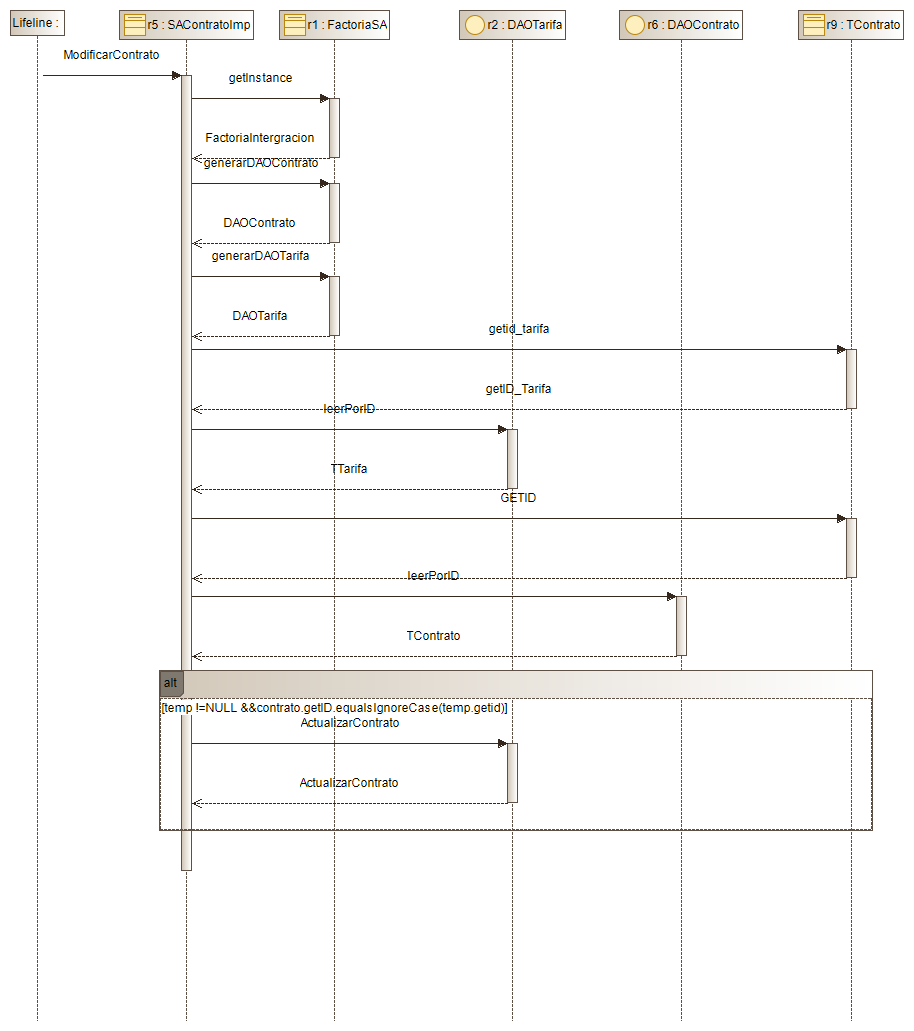 Lifeline :
r5 : SAContratoImp
r1 : FactoriaSA
r2 : DAOTarifa
r6 : DAOContrato
r9 : TContrato
ModificarContrato
getInstance
FactoriaIntergracion
generarDAOContrato
DAOContrato
generarDAOTarifa
DAOTarifa
getid_tarifa
getID_Tarifa
leerPorID
TTarifa
GETID
leerPorID
TContrato
alt
[temp !=NULL &&contrato.getID.equalsIgnoreCase(temp.getid)]
ActualizarContrato
ActualizarContrato